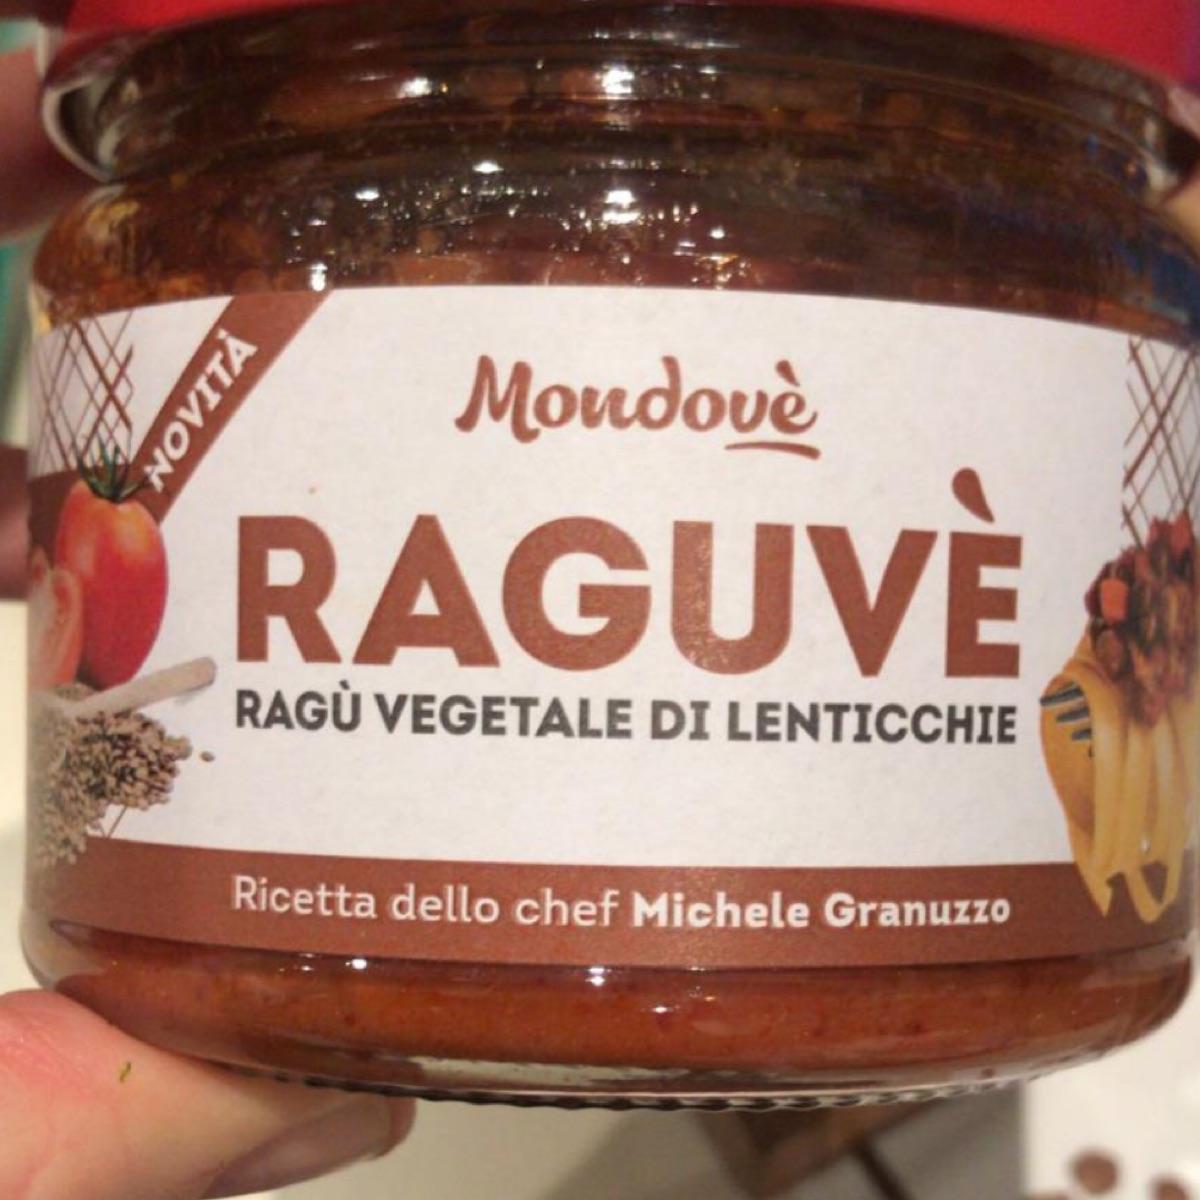 NOVITÀ
Mondovè
RAGUVÈ
RAGÙ VEGETALE DI LENTICCHIE
Ricetta dello chef Michele Granuzzo